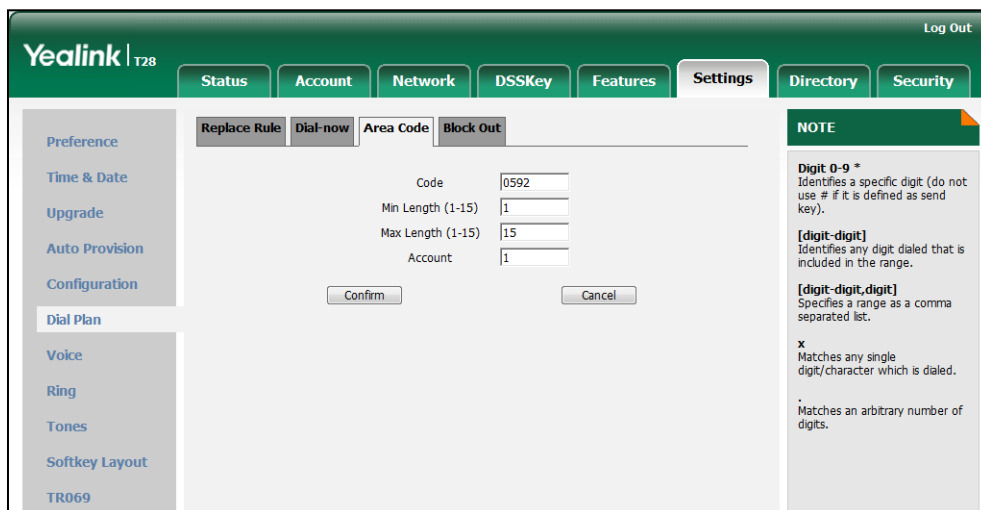 Log Out
Yealink | T28
Status Account Network DSSKey Features Settings Directory Security
Preference
Time & Date
Upgrade
Auto Provision
Configuration
Dial Plan
Voice
Ring
Tones
Softkey Layout
TR069
Replace Rule Dial-now Area Code Block Out
Code 0592
Min Length (1-15) 1
Max Length (1-15) 15
Account 1
Confirm Cancel
NOTE
Digit 0-9 *
Identifies a specific digit (do not
use # if it is defined as send
key).
[digit-digit]
Identifies any digit dialed that is
included in the range.
[digit-digit,digit]
Specifies a range as a comma
separated list.
x
Matches any single
digit/character which is dialed.
.
Matches an arbitrary number of
digits.